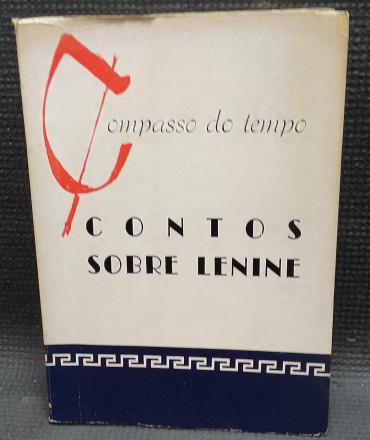 Compasso do tempo
CONTOS
SOBRE LENINE